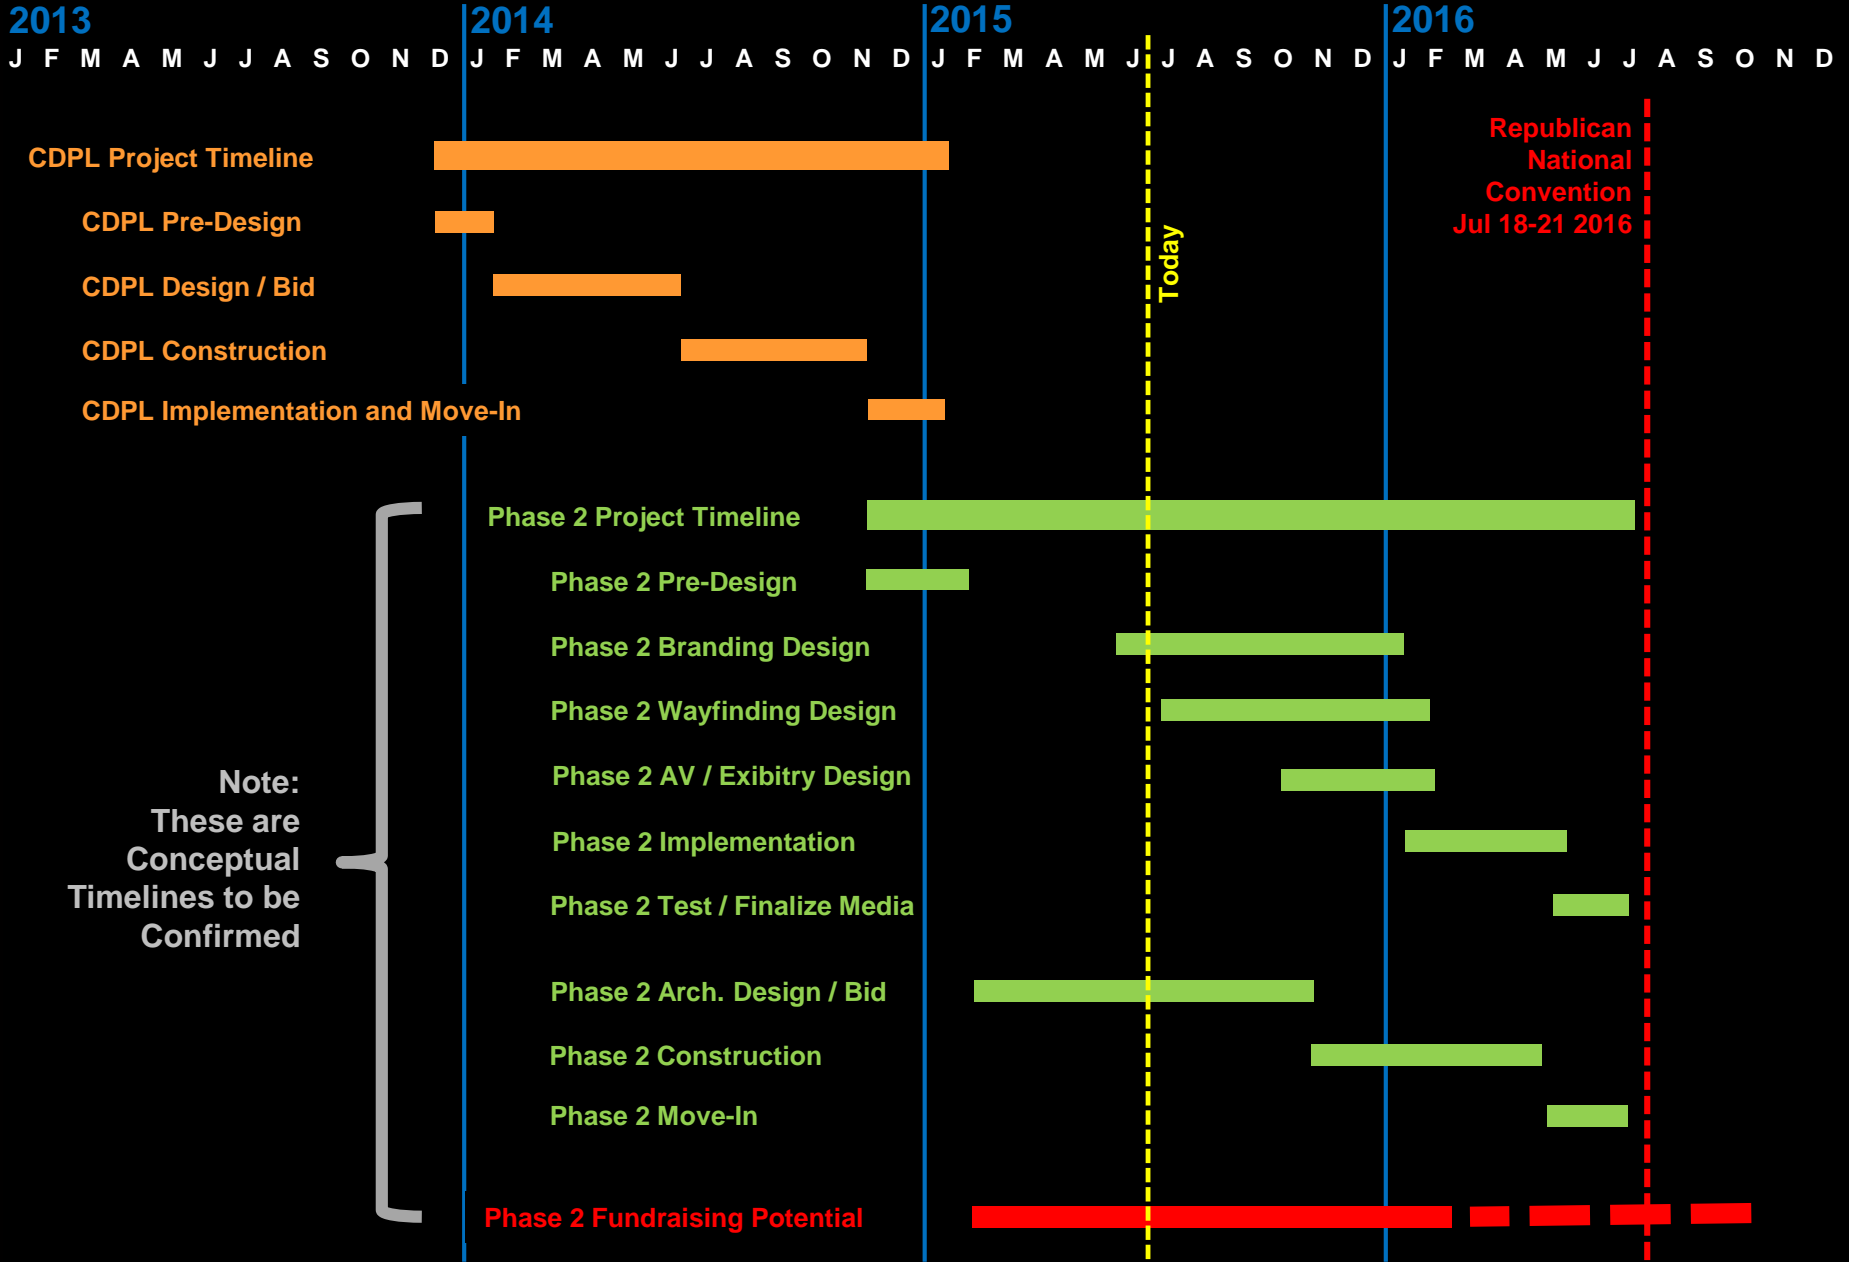 2013 2014 2015 2016
J F M A M J J A S O N D J F M A M J J A S O N D J F M A M J J A S O N D J F M A M J J A S O N D
Republican
National
Convention
Jul 18-21 2016
CDPL Project Timeline
CDPL Pre-Design
Today
CDPL Design / Bid
CDPL Construction
CDPL Implementation and Move-In
Phase 2 Project Timeline
Phase 2 Pre-Design
Phase 2 Branding Design
Phase 2 Wayfinding Design
Phase 2 AV / Exibitry Design
Phase 2 Implementation
Phase 2 Test / Finalize Media
Note:
These are
Conceptual
Timelines to be
Confirmed
Phase 2 Arch. Design / Bid
Phase 2 Construction
Phase 2 Move-In
Phase 2 Fundraising Potential